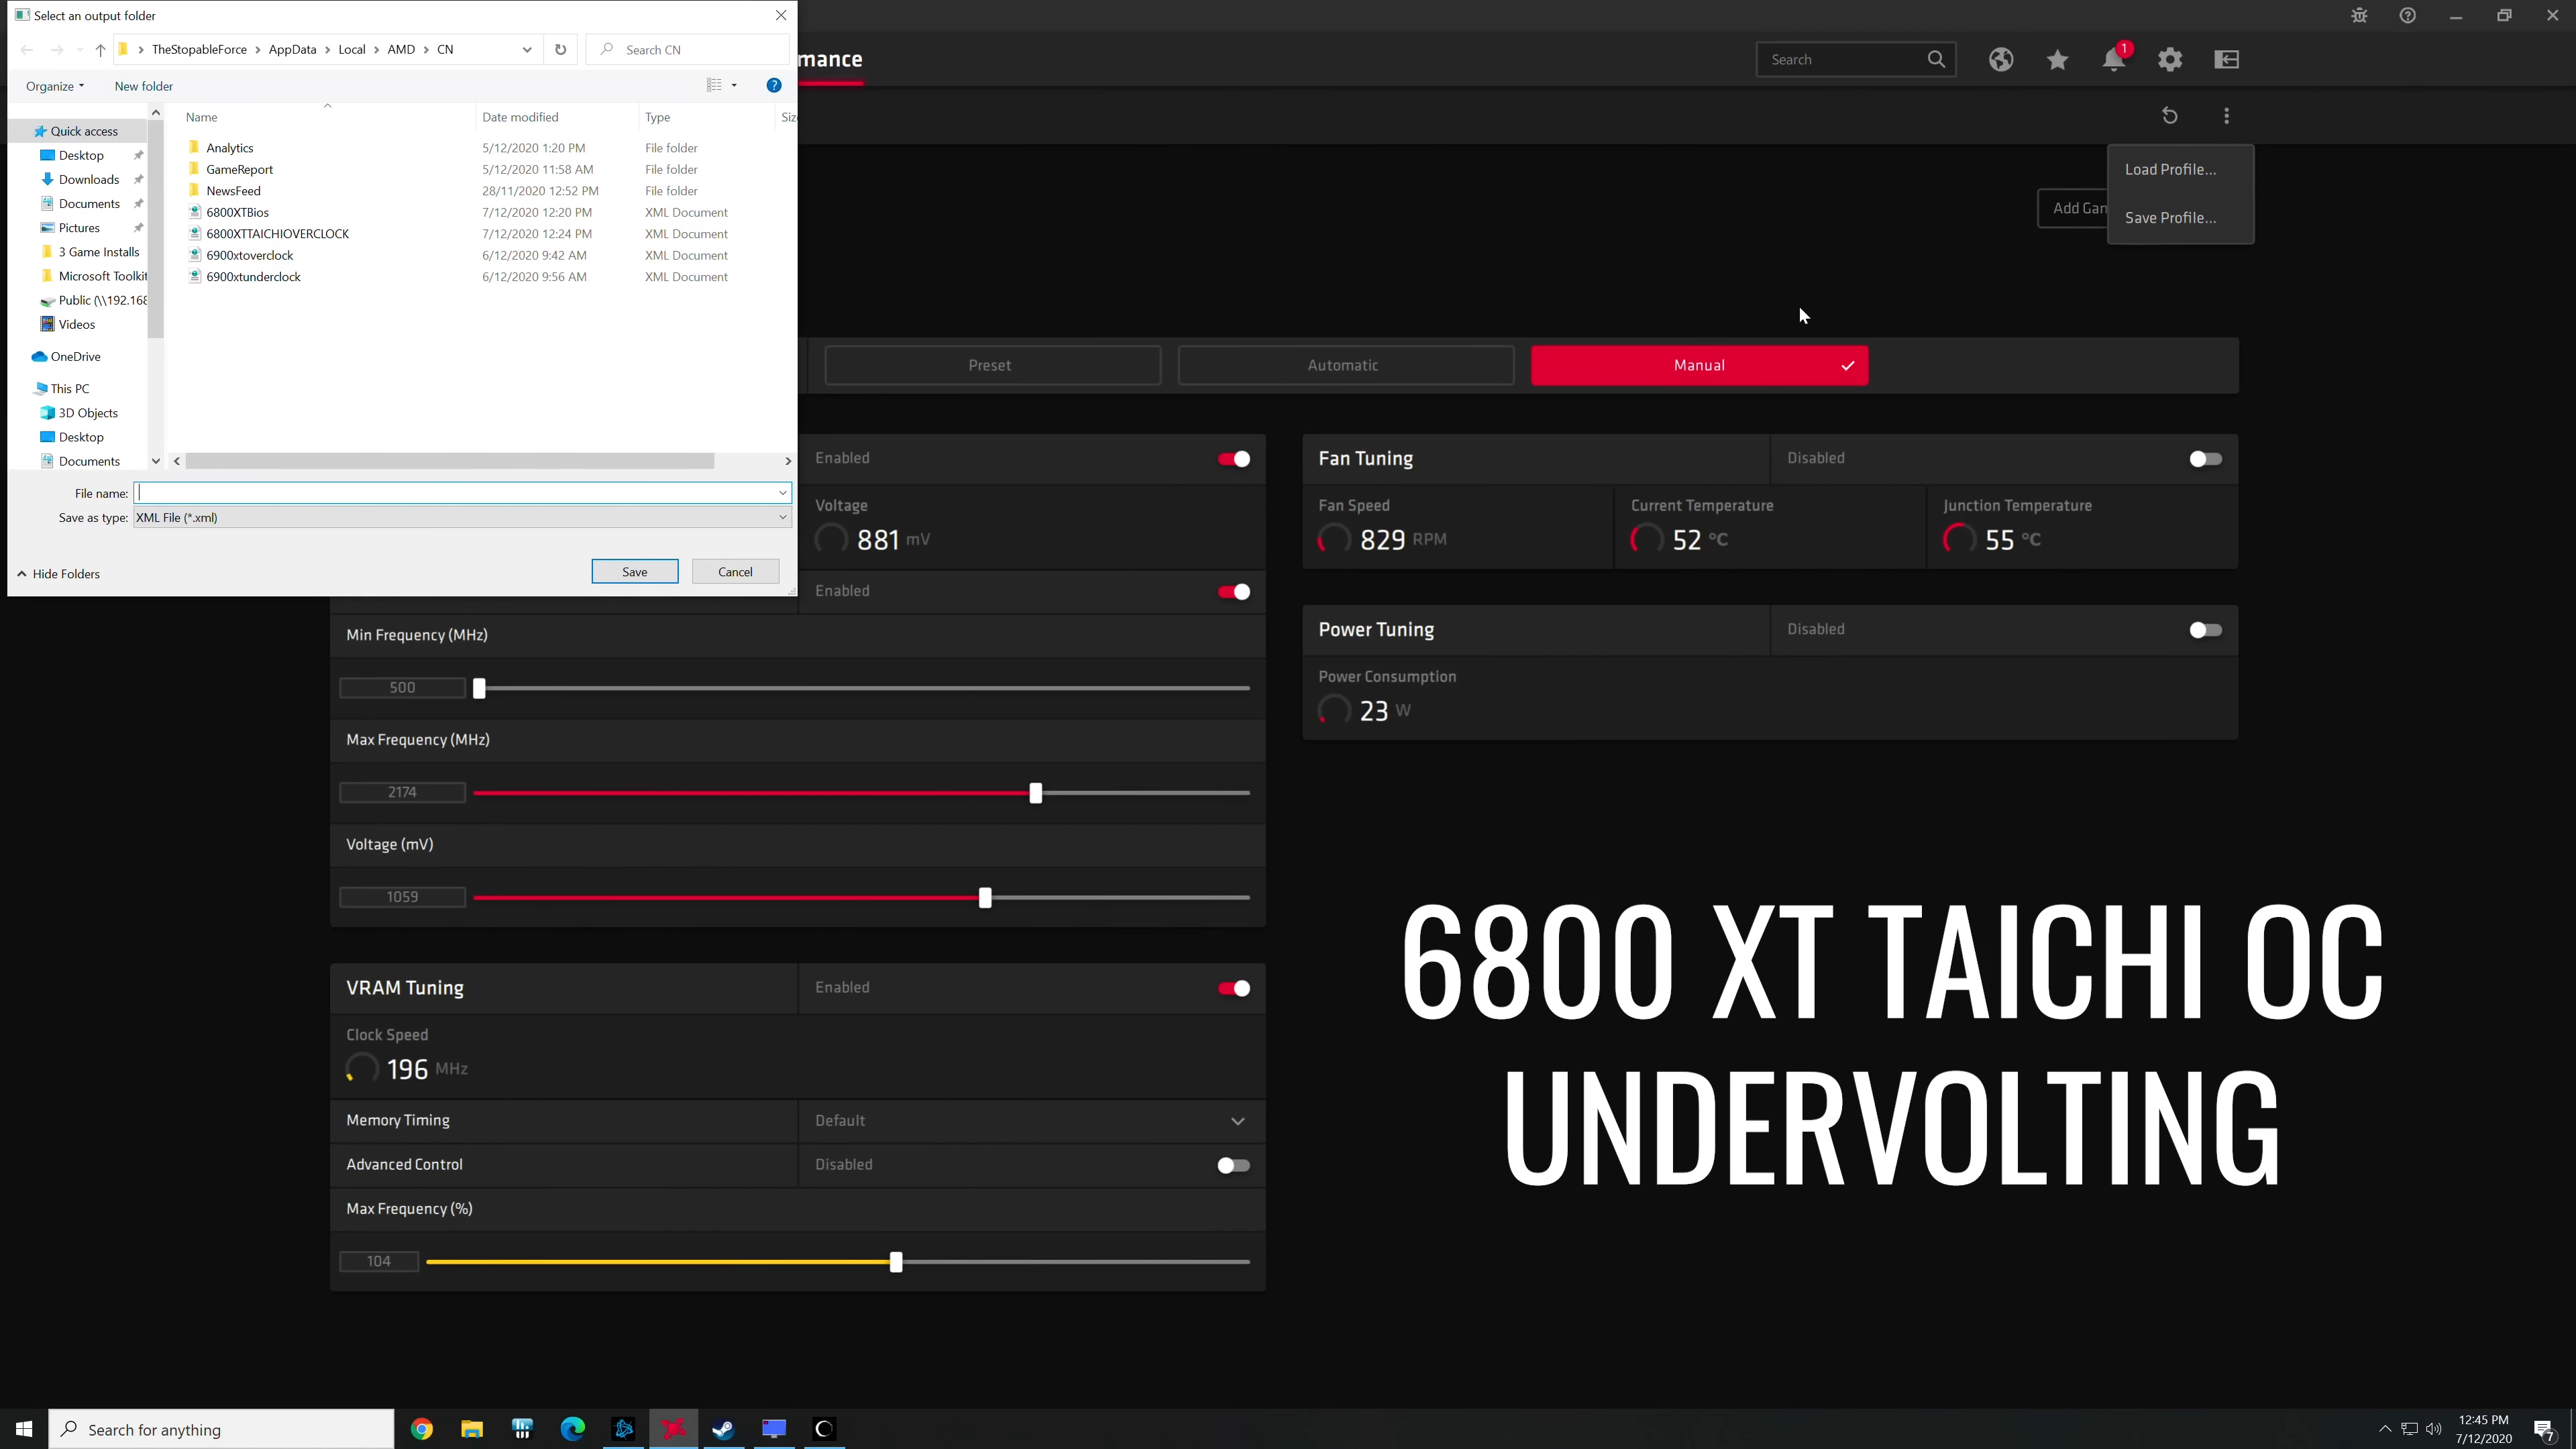 Select an output folder
TheStopableForce > AppData > Local > AMD > CN
Search CN
Organize
New folder
Name
Date modified
Type
Quick access
Desktop
Downloads
Documents
Pictures
3 Game Installs
Microsoft Toolkit
Public (\\192.168
Videos
OneDrive
This PC
3D Objects
Desktop
Documents
Analytics 5/12/2020 1:20 PM File folder
GameReport 5/12/2020 11:58 AM File folder
NewsFeed 28/11/2020 12:52 PM File folder
6800XTBios 7/12/2020 12:20 PM XML Document
6800XTTAICHIOVERCLOCK 7/12/2020 12:24 PM XML Document
6900xtoverclock 6/12/2020 9:42 AM XML Document
6900xtunderclock 6/12/2020 9:56 AM XML Document
File name:
Save as type: XML File (*.xml)
Hide Folders
Save
Cancel
mance
Search
1
Load Profile...
Save Profile...
Add Gan
Preset
Automatic
Manual
Enabled
Voltage
881 mV
Enabled
Min Frequency (MHz)
500
Max Frequency (MHz)
2174
Voltage (mV)
1059
VRAM Tuning
Enabled
Clock Speed
196 MHz
Memory Timing
Default
Advanced Control
Disabled
Max Frequency (%)
104
Fan Tuning
Disabled
Fan Speed
829 RPM
Current Temperature
52 °C
Junction Temperature
55 °C
Power Tuning
Disabled
Power Consumption
23 W
6800 XT TAICHI OC
UNDERVOLTING
Search for anything
12:45 PM
7/12/2020
7